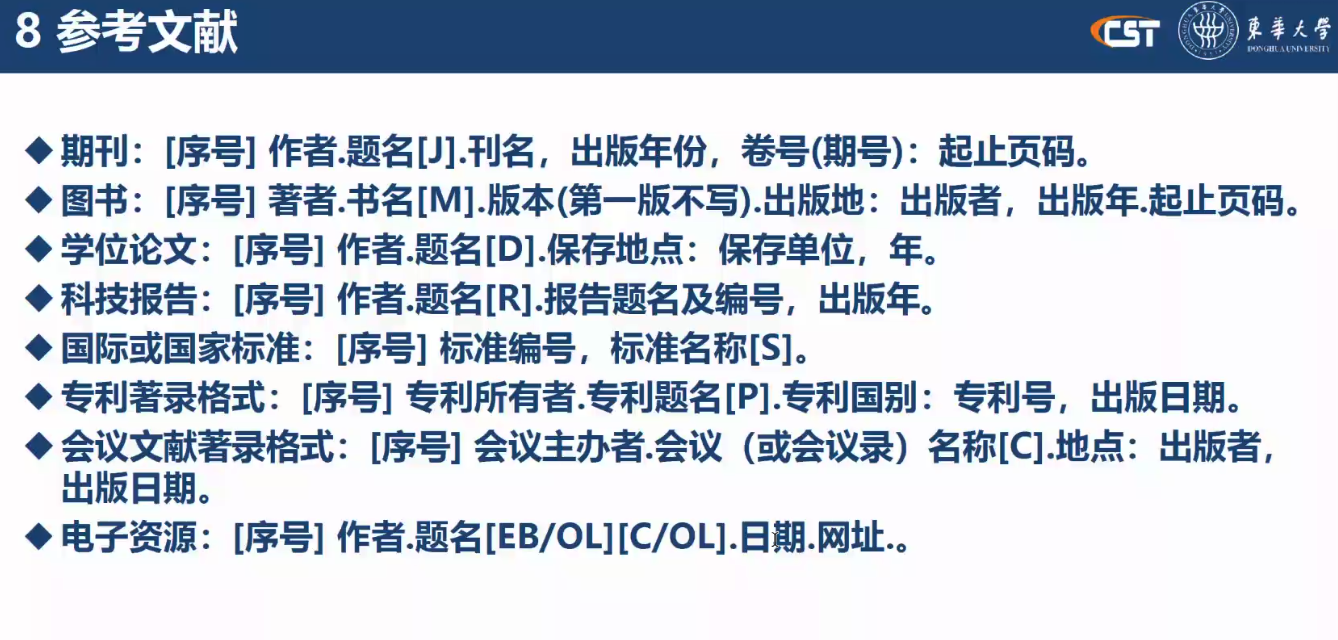 8 参考文献
CST
東華大學
DONGHUA UNIVERSITY
◆ 期刊：[序号] 作者.题名[J].刊名，出版年份，卷号(期号)：起止页码。
◆ 图书：[序号] 著者.书名[M].版本(第一版不写).出版地：出版者，出版年.起止页码。
◆ 学位论文：[序号] 作者.题名[D].保存地点：保存单位，年。
◆ 科技报告：[序号] 作者.题名[R].报告题名及编号，出版年。
◆ 国际或国家标准：[序号] 标准编号，标准名称[S]。
◆ 专利著录格式：[序号] 专利所有者.专利题名[P].专利国别：专利号，出版日期。
◆ 会议文献著录格式：[序号] 会议主办者.会议（或会议录）名称[C].地点：出版者，
出版日期。
◆ 电子资源：[序号] 作者.题名[EB/OL][C/OL].日期.网址.。